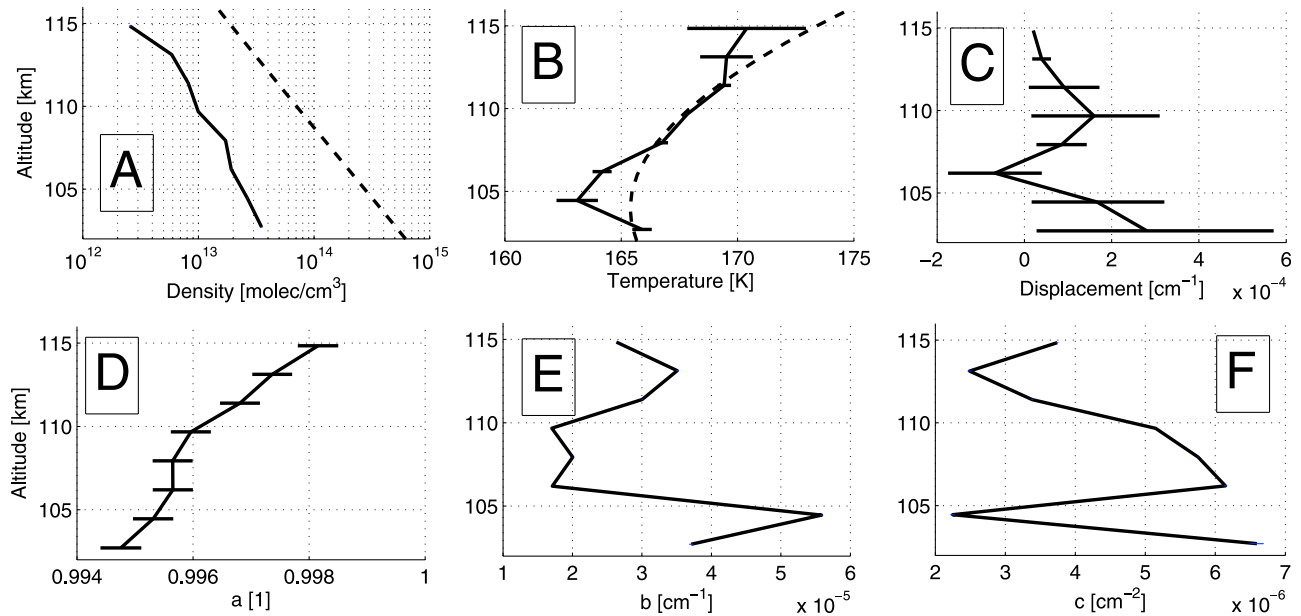 115
110
105
Altitude [km]
A
10^12 10^13 10^14 10^15
Density [molec/cm^3]
115
110
105
B
160 165 170 175
Temperature [K]
115
110
105
C
−2 0 2 4 6
Displacement [cm^−1] x 10^−4
115
110
105
Altitude [km]
D
0.994 0.996 0.998 1
a [1]
115
110
105
E
1 2 3 4 5 6
b [cm^−1] x 10^−5
115
110
105
F
2 3 4 5 6 7
c [cm^−2] x 10^−6